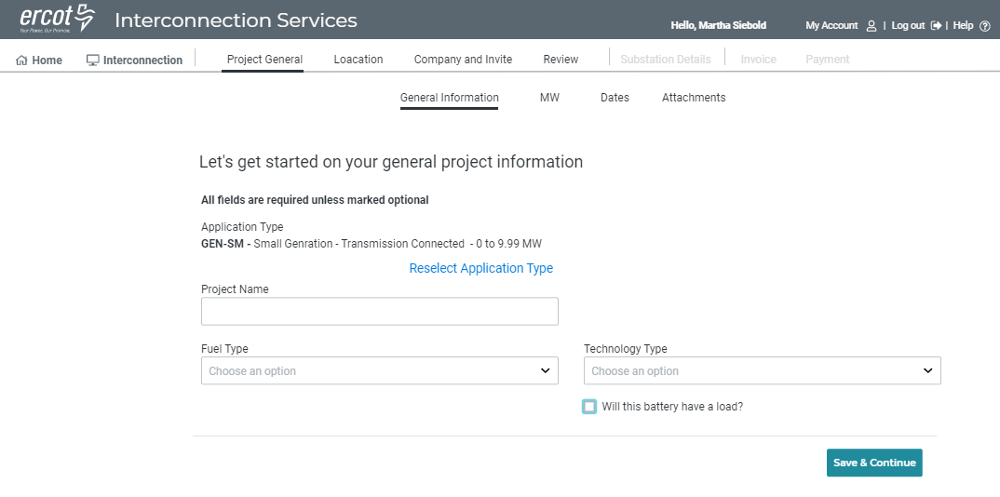 ercot
Your Power. Our Promise.
Interconnection Services
Hello, Martha Siebold
My Account | Log out | Help
Home
Interconnection
Project General
Loacation
Company and Invite
Review
Substation Details
Invoice
Payment
General Information
MW
Dates
Attachments
Let's get started on your general project information
All fields are required unless marked optional
Application Type
GEN-SM - Small Genration - Transmission Connected - 0 to 9.99 MW
Reselect Application Type
Project Name
Fuel Type
Choose an option
Technology Type
Choose an option
Will this battery have a load?
Save & Continue